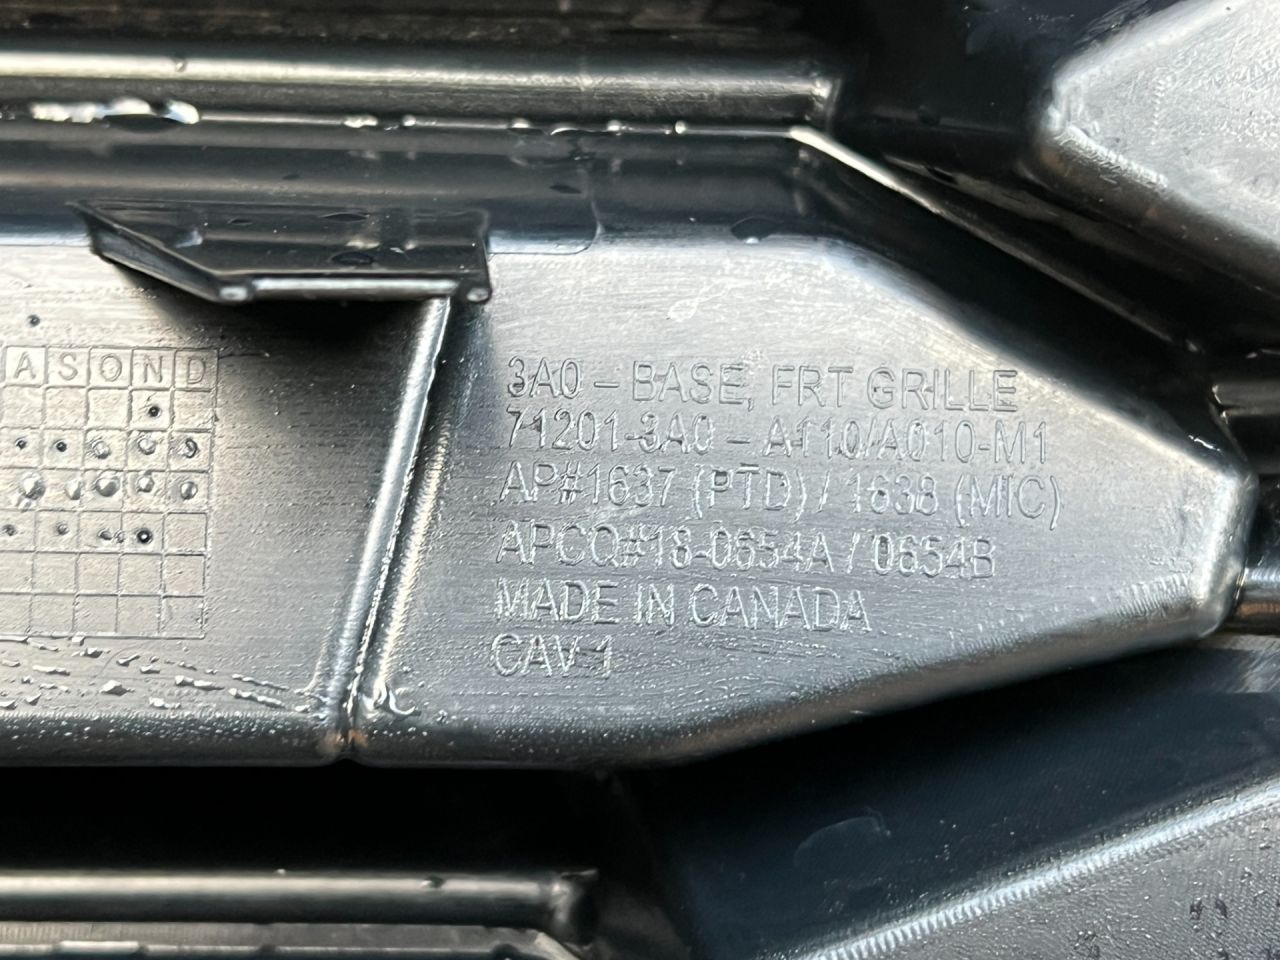 A S O N D
3A0 - BASE, FRT GRILLE
71201-3A0 - A110/A010-M1
AP#1637 (PTD) / 1638 (MIC)
APCQ#18-0654A / 0654B
MADE IN CANADA
CAV 1